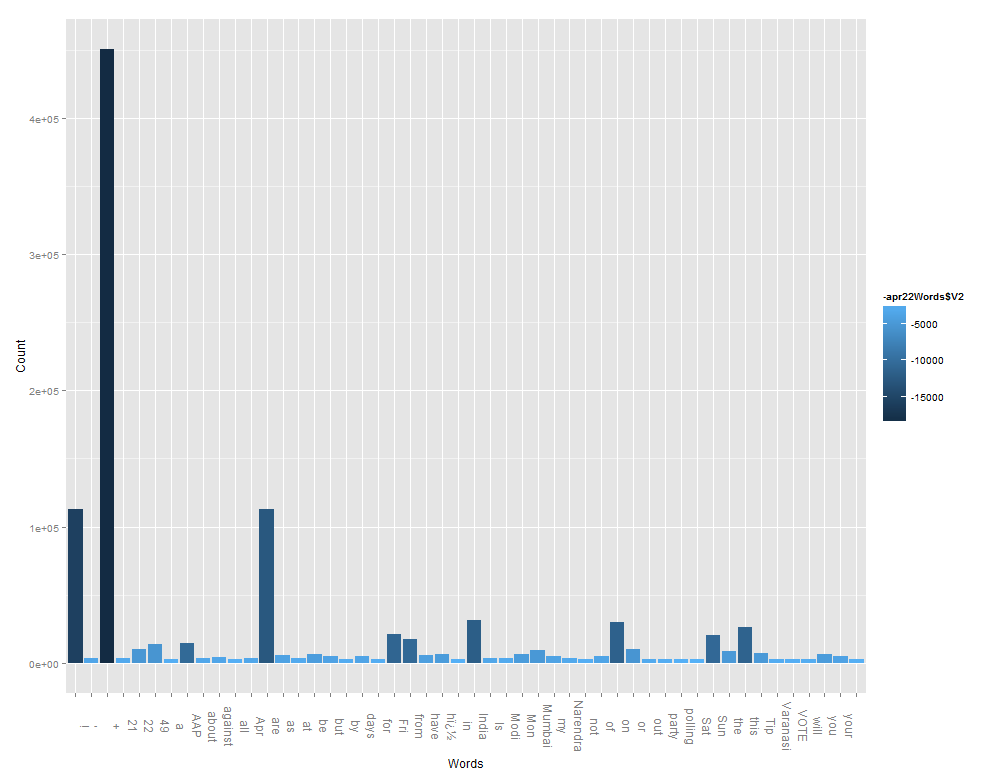 4e+05
3e+05
2e+05
1e+05
0e+00
Count
!
-
+
21
22
49
a
AAP
about
against
all
Apr
are
as
at
be
but
by
days
for
Fri
from
have
hi¿½
in
India
Is
Modi
Mon
Mumbai
my
Narendra
not
of
on
or
out
party
polling
Sat
Sun
the
this
Tip
Varanasi
VOTE
will
you
your
Words
-apr22Words$V2
-5000
-10000
-15000